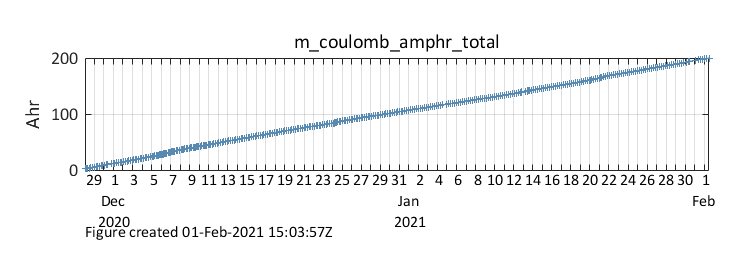 m_coulomb_amphr_total
200
100
0
Ahr
29 1 3 5 7 9 11 13 15 17 19 21 23 25 27 29 31 2 4 6 8 10 12 14 16 18 20 22 24 26 28 30 1
Dec Jan Feb
2020 2021
Figure created 01-Feb-2021 15:03:57Z